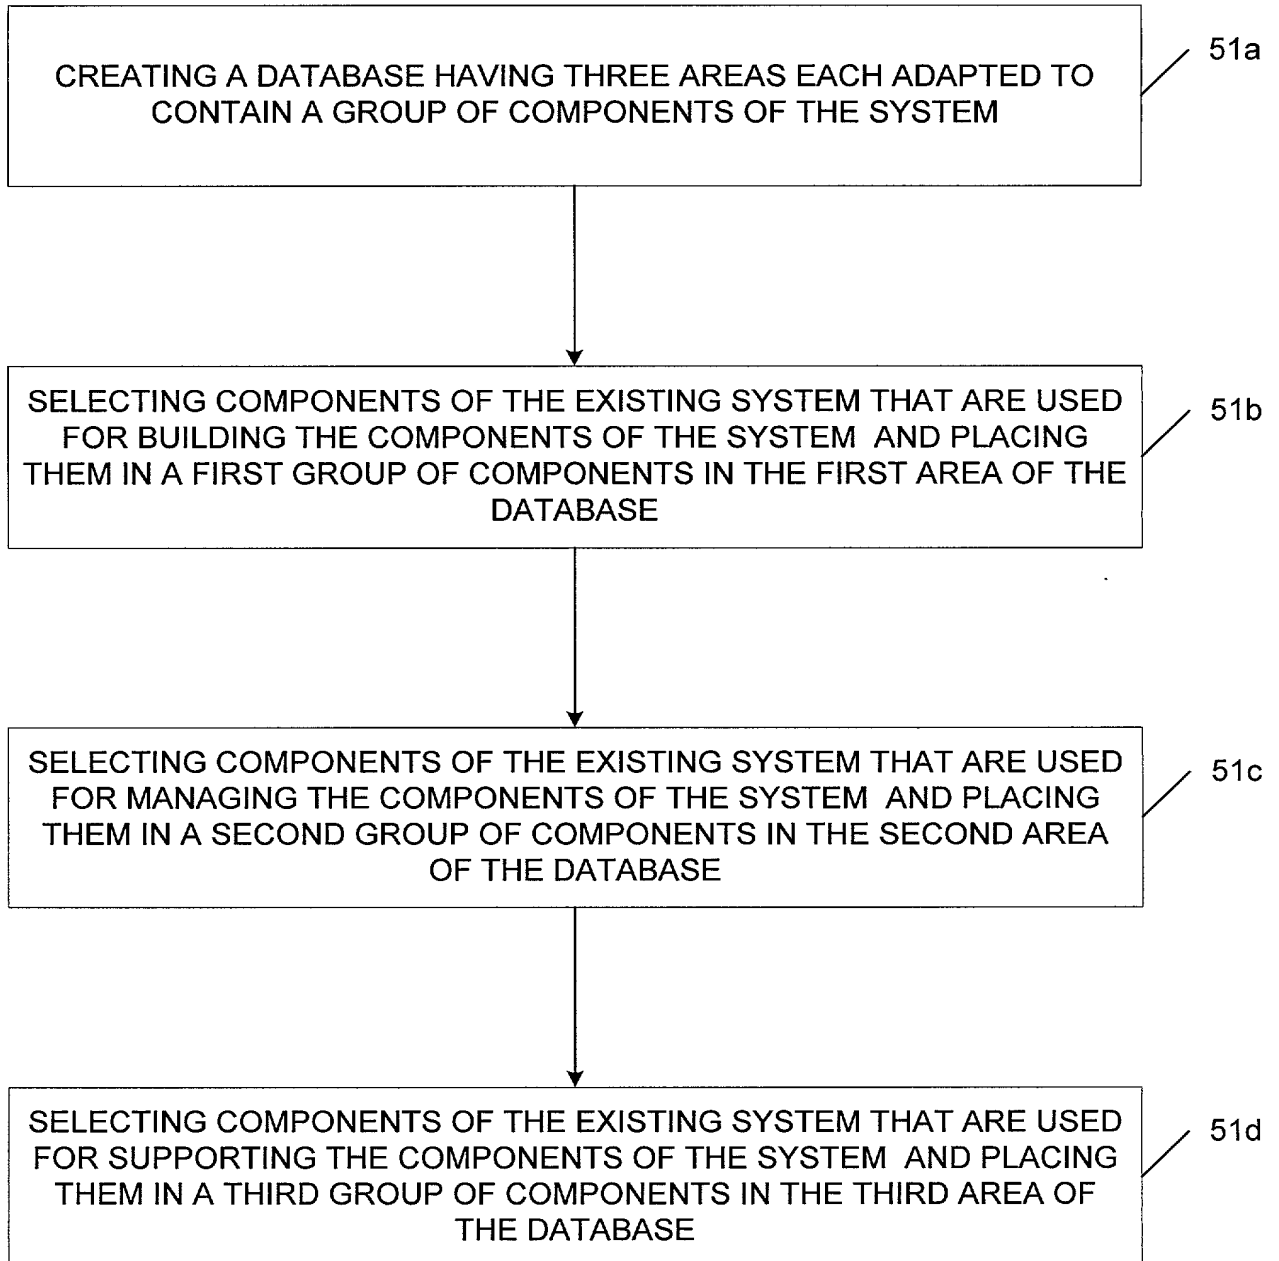 CREATING A DATABASE HAVING THREE AREAS EACH ADAPTED TO
CONTAIN A GROUP OF COMPONENTS OF THE SYSTEM
51a
SELECTING COMPONENTS OF THE EXISTING SYSTEM THAT ARE USED
FOR BUILDING THE COMPONENTS OF THE SYSTEM AND PLACING
THEM IN A FIRST GROUP OF COMPONENTS IN THE FIRST AREA OF THE
DATABASE
51b
SELECTING COMPONENTS OF THE EXISTING SYSTEM THAT ARE USED
FOR MANAGING THE COMPONENTS OF THE SYSTEM AND PLACING
THEM IN A SECOND GROUP OF COMPONENTS IN THE SECOND AREA
OF THE DATABASE
51c
SELECTING COMPONENTS OF THE EXISTING SYSTEM THAT ARE USED
FOR SUPPORTING THE COMPONENTS OF THE SYSTEM AND PLACING
THEM IN A THIRD GROUP OF COMPONENTS IN THE THIRD AREA OF
THE DATABASE
51d